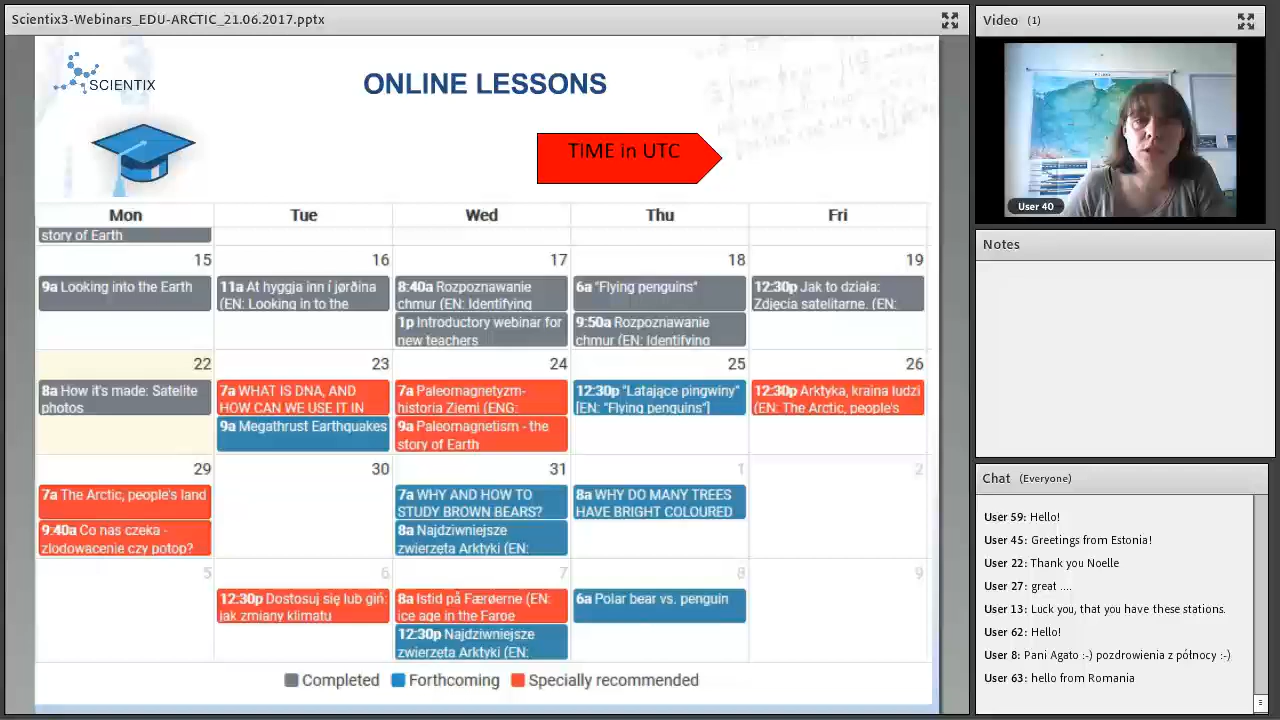 Scientix3-Webinars_EDU-ARCTIC_21.06.2017.pptx
SCIENTIX
ONLINE LESSONS
TIME in UTC
Mon Tue Wed Thu Fri
story of Earth
15 16 17 18 19
9a Looking into the Earth
11a At hyggja inn í jørðina
(EN: Looking in to the
8:40a Rozpoznawanie
chmur (EN: Identifying
1p Introductory webinar for
new teachers
6a "Flying penguins"
9:50a Rozpoznawanie
chmur (EN: Identifying
12:30p Jak to działa:
Zdjęcia satelitarne. (EN:
22 23 24 25 26
8a How it's made: Satelite
photos
7a WHAT IS DNA, AND
HOW CAN WE USE IT IN
9a Megathrust Earthquakes
7a Paleomagnetyzm-
historia Ziemi (ENG:
9a Paleomagnetism - the
story of Earth
12:30p "Latające pingwiny"
[EN: "Flying penguins"]
12:30p Arktyka, kraina ludzi
(EN: The Arctic, people's
29 30 31 1 2
7a The Arctic, people's land
9:40a Co nas czeka -
zlodowacenie czy potop?
7a WHY AND HOW TO
STUDY BROWN BEARS?
8a Najdziwniejsze
zwierzęta Arktyki (EN:
8a WHY DO MANY TREES
HAVE BRIGHT COLOURED
5 6 7 8 9
12:30p Dostosuj się lub giń:
jak zmiany klimatu
8a Ístíd på Færøerne (EN:
ice age in the Faroe
12:30p Najdziwniejsze
zwierzęta Arktyki (EN:
6a Polar bear vs. penguin
Completed Forthcoming Specially recommended
Video (1)
User 40
Notes
Chat (Everyone)
User 59: Hello!
User 45: Greetings from Estonia!
User 22: Thank you Noelle
User 27: great ....
User 13: Luck you, that you have these stations.
User 62: Hello!
User 8: Pani Agato :-) pozdrowienia z północy :-)
User 63: hello from Romania